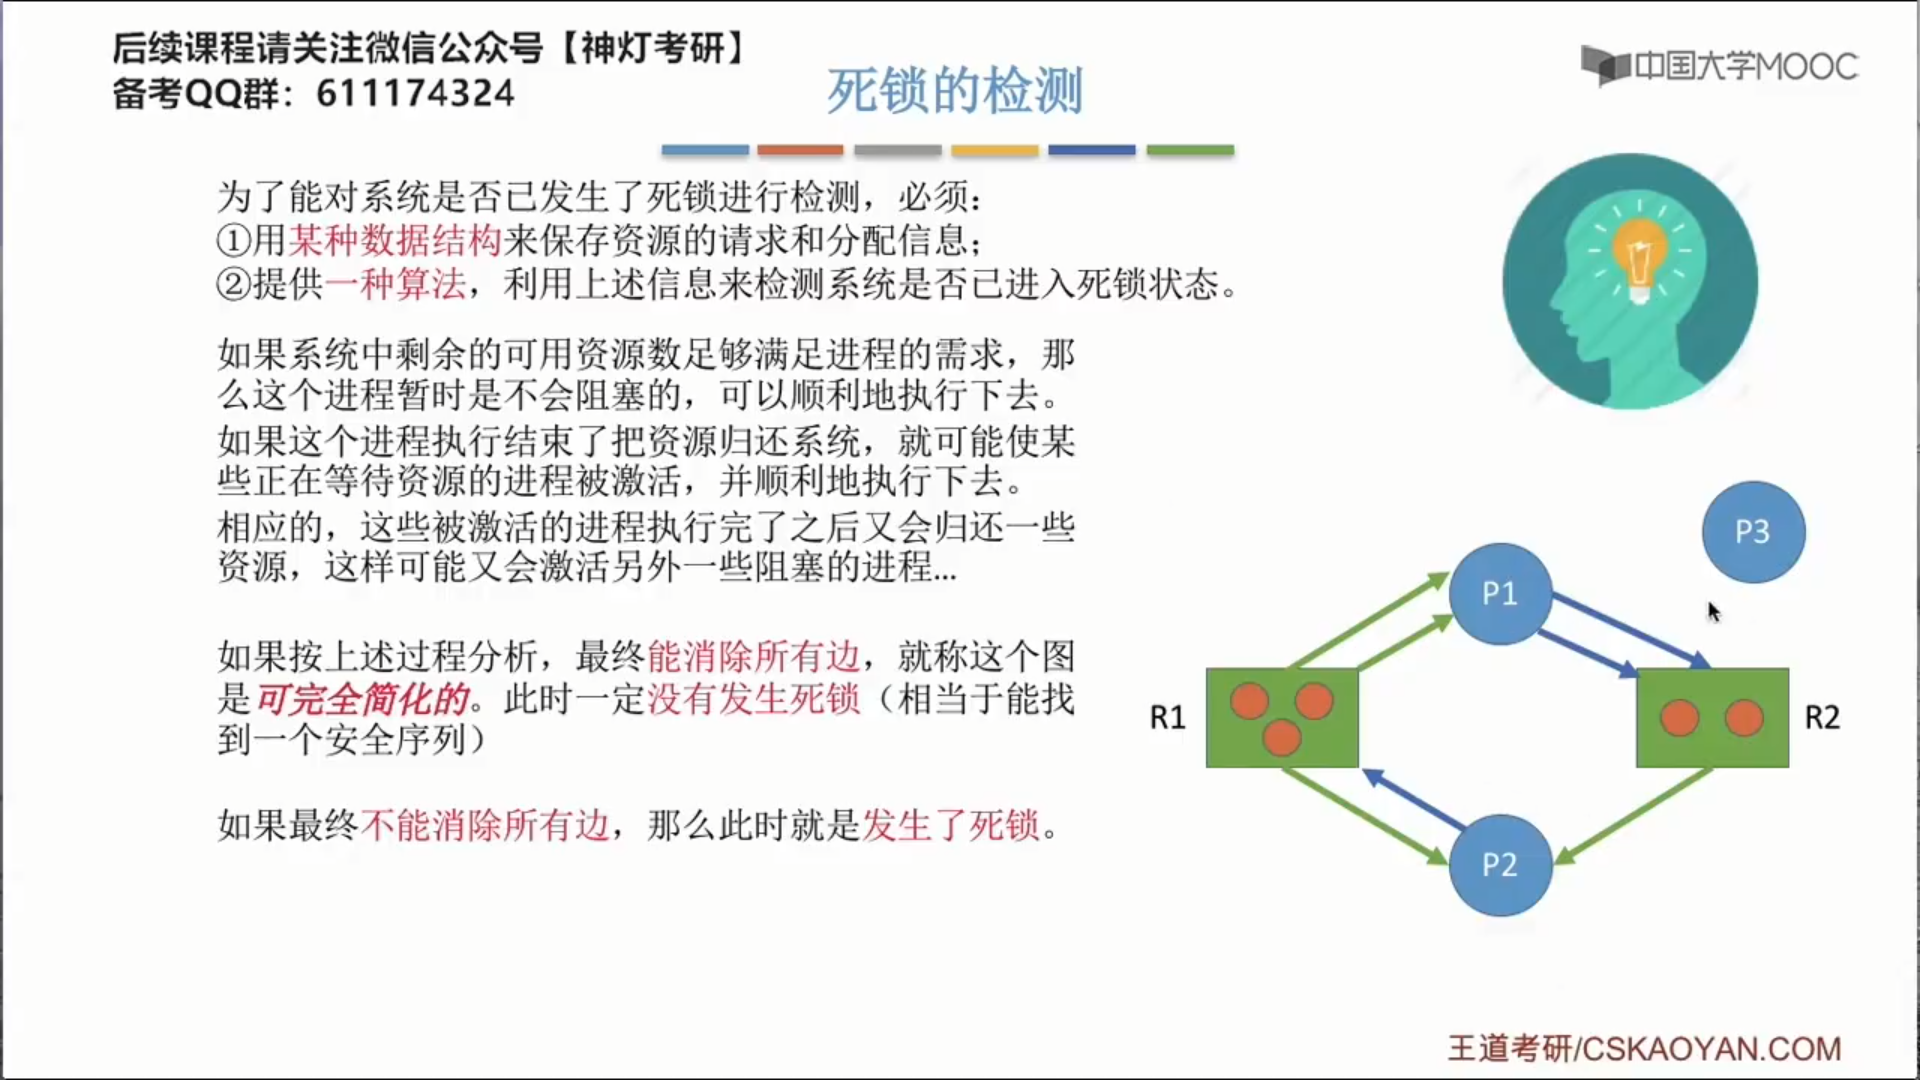 后续课程请关注微信公众号【神灯考研】
备考QQ群：611174324
中国大学MOOC
死锁的检测
为了能对系统是否已发生了死锁进行检测，必须：
①用某种数据结构来保存资源的请求和分配信息；
②提供一种算法，利用上述信息来检测系统是否已进入死锁状态。
如果系统中剩余的可用资源数足够满足进程的需求，那
么这个进程暂时是不会阻塞的，可以顺利地执行下去。
如果这个进程执行结束了把资源归还系统，就可能使某
些正在等待资源的进程被激活，并顺利地执行下去。
相应的，这些被激活的进程执行完了之后又会归还一些
资源，这样可能又会激活另外一些阻塞的进程...
如果按上述过程分析，最终能消除所有边，就称这个图
是可完全简化的。此时一定没有发生死锁（相当于能找
到一个安全序列）
如果最终不能消除所有边，那么此时就是发生了死锁。
P3
P1
R1
R2
P2
王道考研/CSKAOYAN.COM